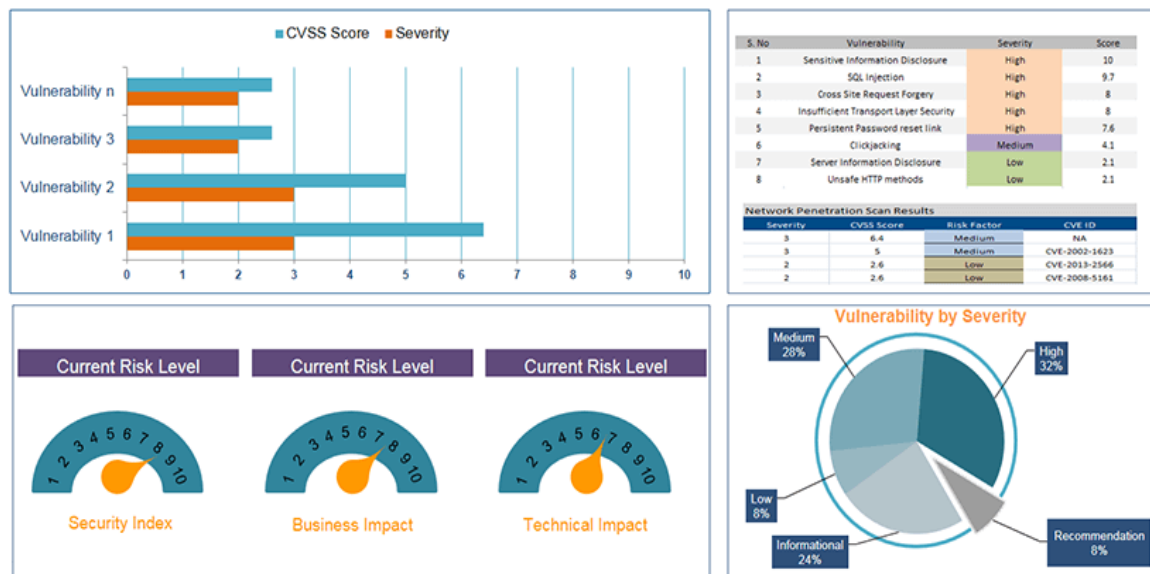 CVSS Score Severity
Vulnerability n
Vulnerability 3
Vulnerability 2
Vulnerability 1
0 1 2 3 4 5 6 7 8 9 10
S. No Vulnerability Severity Score
1 Sensitive Information Disclosure High 10
2 SQL Injection High 9.7
3 Cross Site Request Forgery High 8
4 Insufficient Transport Layer Security High 8
5 Persistent Password reset link High 7.6
6 Clickjacking Medium 4.1
7 Server Information Disclosure Low 2.1
8 Unsafe HTTP methods Low 2.1
Network Penetration Scan Results
Severity CVSS Score Risk Factor CVE ID
3 6.4 Medium NA
3 5 Medium CVE-2002-1623
2 2.6 Low CVE-2013-2566
2 2.6 Low CVE-2008-5161
Current Risk Level
1 2 3 4 5 6 7 8 9 10
Security Index
Current Risk Level
1 2 3 4 5 6 7 8 9 10
Business Impact
Current Risk Level
1 2 3 4 5 6 7 8 9 10
Technical Impact
Vulnerability by Severity
Medium
28%
High
32%
Low
8%
Informational
24%
Recommendation
8%